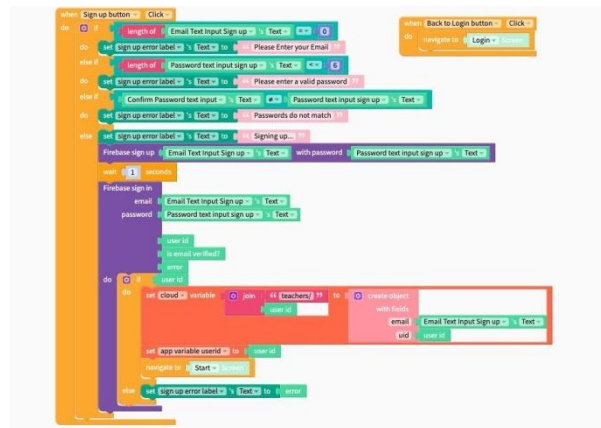 when Sign up button Click
if length of Email Text Input Sign up 's Text = 0
do set sign up error label 's Text to “ Please Enter your Email ”
else if length of Password text input sign up 's Text < 6
do set sign up error label 's Text to “ Please enter a valid password ”
else if Confirm Password text input 's Text ≠ Password text input sign up 's Text
do set sign up error label 's Text to “ Passwords do not match ”
else set sign up error label 's Text to “ Signing up... ”
Firebase sign up Email Text Input Sign up 's Text with password Password text input sign up 's Text
wait 1 seconds
Firebase sign in
email Email Text Input Sign up 's Text
password Password text input sign up 's Text
user id
is email verified?
error
do if user id
do set cloud variable join “ teachers/ ” to create object
user id with fields
email Email Text Input Sign up 's Text
uid user id
set app variable userid to user id
navigate to Start Screen
else set sign up error label 's Text to error
when Back to Login button Click
do navigate to Login Screen